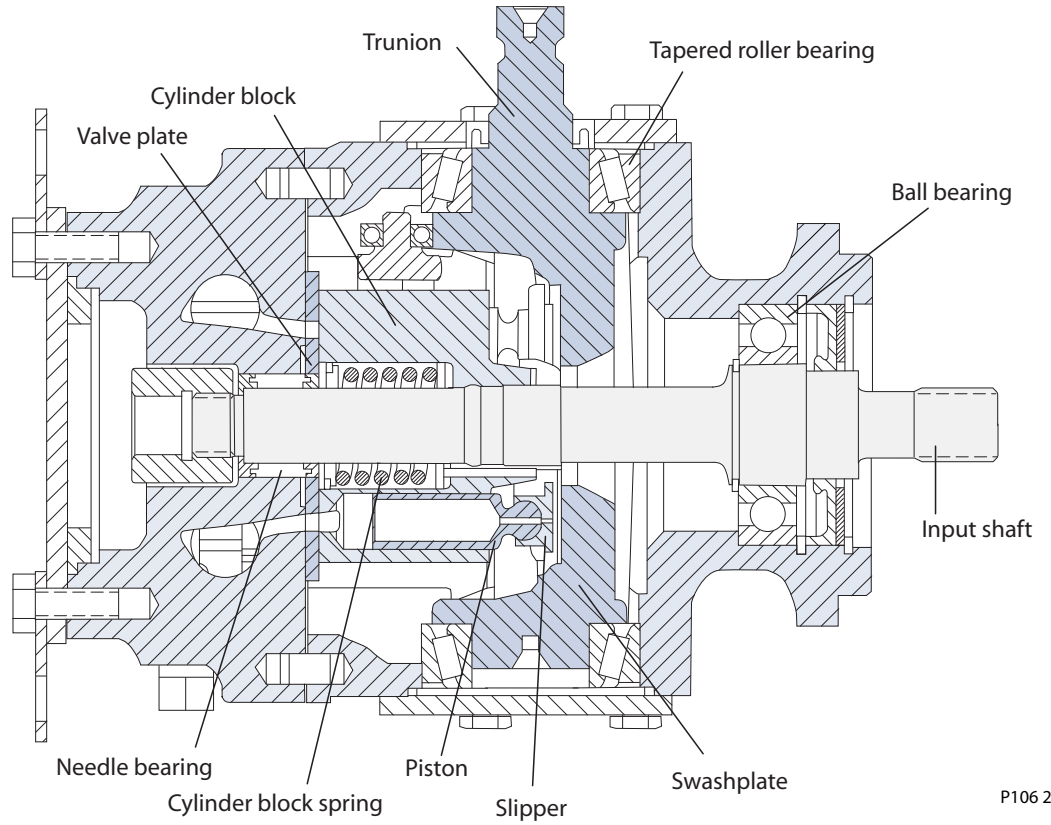 Trunion
Tapered roller bearing
Cylinder block
Valve plate
Ball bearing
Input shaft
Needle bearing
Piston
Swashplate
Cylinder block spring
Slipper
P106 2